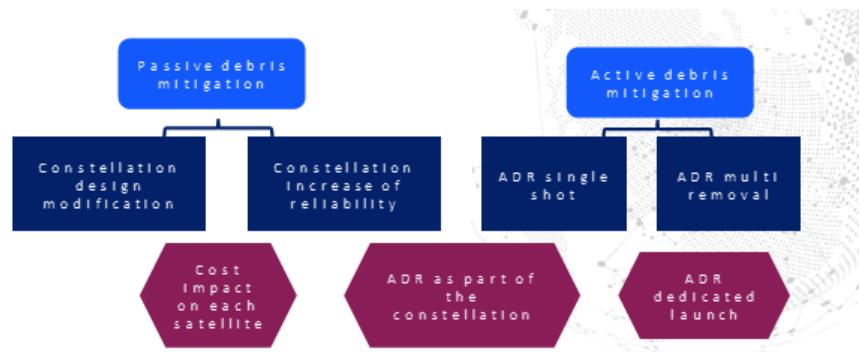 Passive debris
mitigation
Active debris
mitigation
Constellation
design
modification
Constellation
increase of
reliability
ADR single
shot
ADR multi
removal
Cost
impact
on each
satellite
ADR as part of
the
constellation
ADR
dedicated
launch